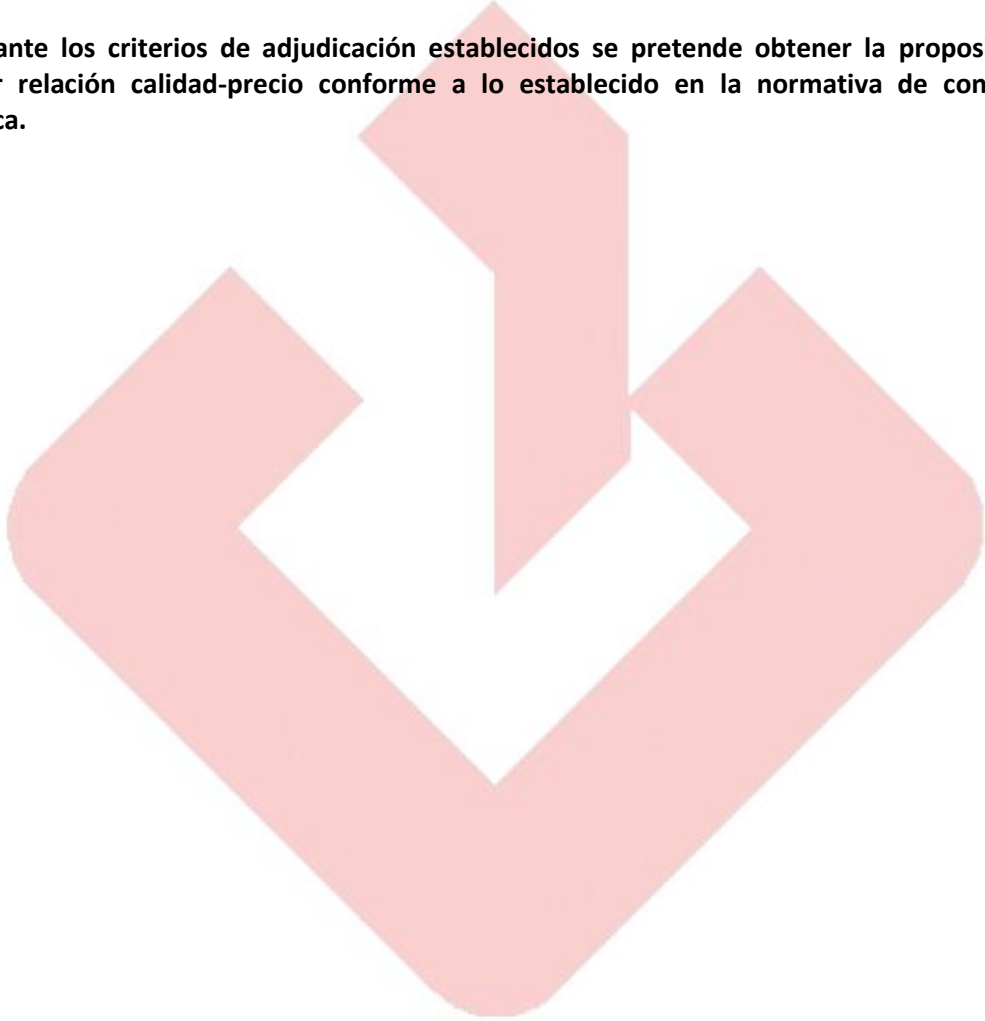 ante los criterios de adjudicación establecidos se pretende obtener la propos
r relación calidad-precio conforme a lo establecido en la normativa de con
ca.